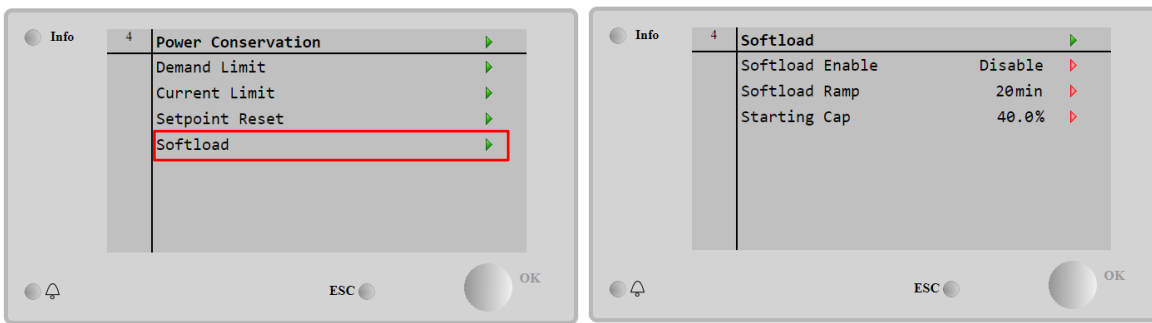 Info
4 Power Conservation
Demand Limit
Current Limit
Setpoint Reset
Softload
ESC
OK
Info
4 Softload
Softload Enable Disable
Softload Ramp 20min
Starting Cap 40.0%
ESC
OK